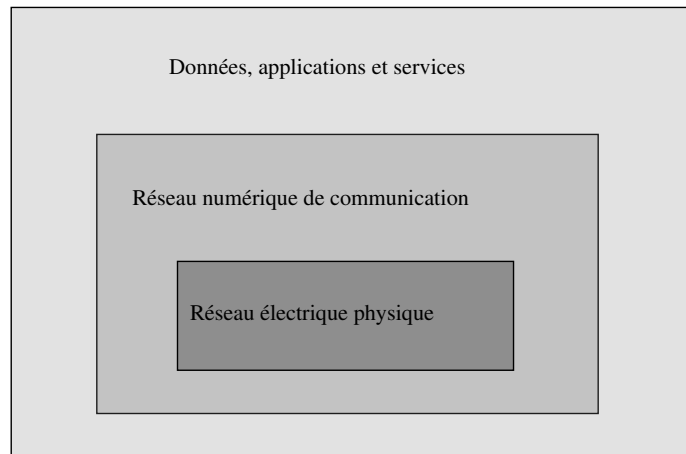 Données, applications et services
Réseau numérique de communication
Réseau électrique physique